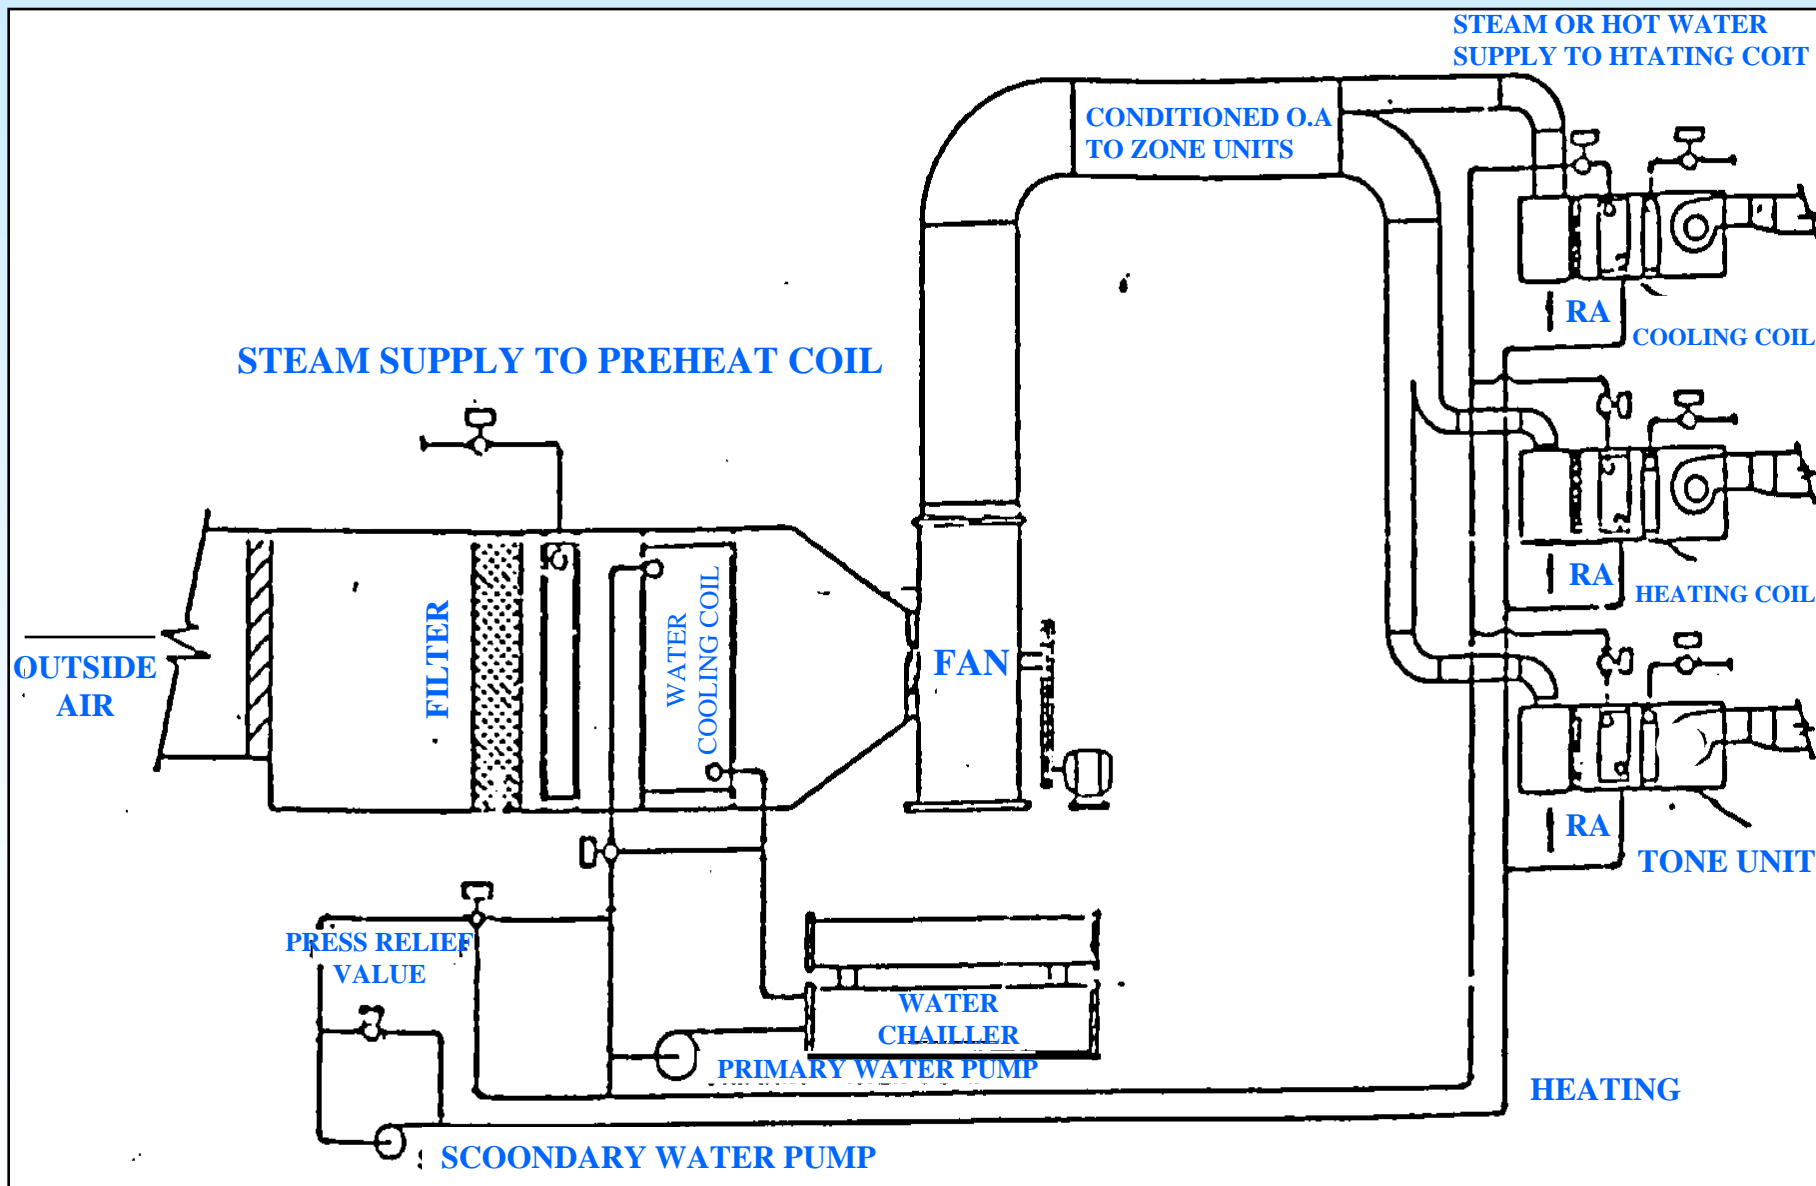 STEAM OR HOT WATER
SUPPLY TO HTATING COIT
CONDITIONED O.A
TO ZONE UNITS
RA
COOLING COIL
STEAM SUPPLY TO PREHEAT COIL
RA
HEATING COIL
OUTSIDE
AIR
FILTER
WATER
COOLING COIL
FAN
RA
TONE UNIT
PRESS RELIEF
VALUE
WATER
CHAILLER
PRIMARY WATER PUMP
HEATING
SCOONDARY WATER PUMP